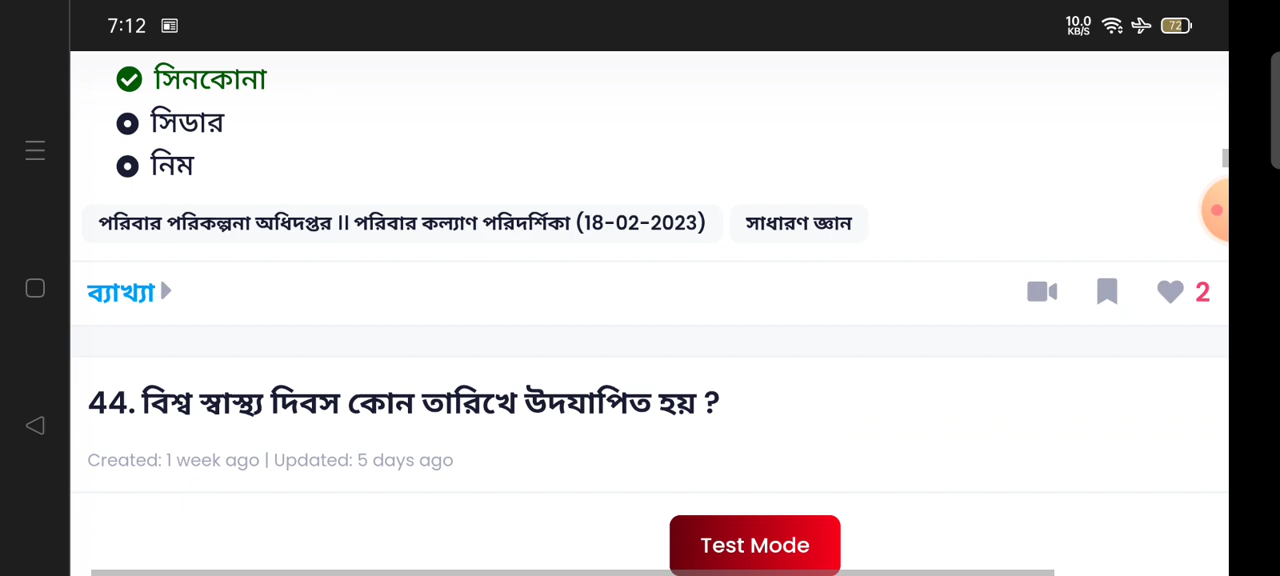 7:12
10.0
KB/S
72
সিনকোনা
সিডার
নিম
পরিবার পরিকল্পনা অধিদপ্তর || পরিবার কল্যাণ পরিদর্শিকা (18-02-2023) সাধারণ জ্ঞান
ব্যাখ্যা
2
44. বিশ্ব স্বাস্থ্য দিবস কোন তারিখে উদযাপিত হয় ?
Created: 1 week ago | Updated: 5 days ago
Test Mode